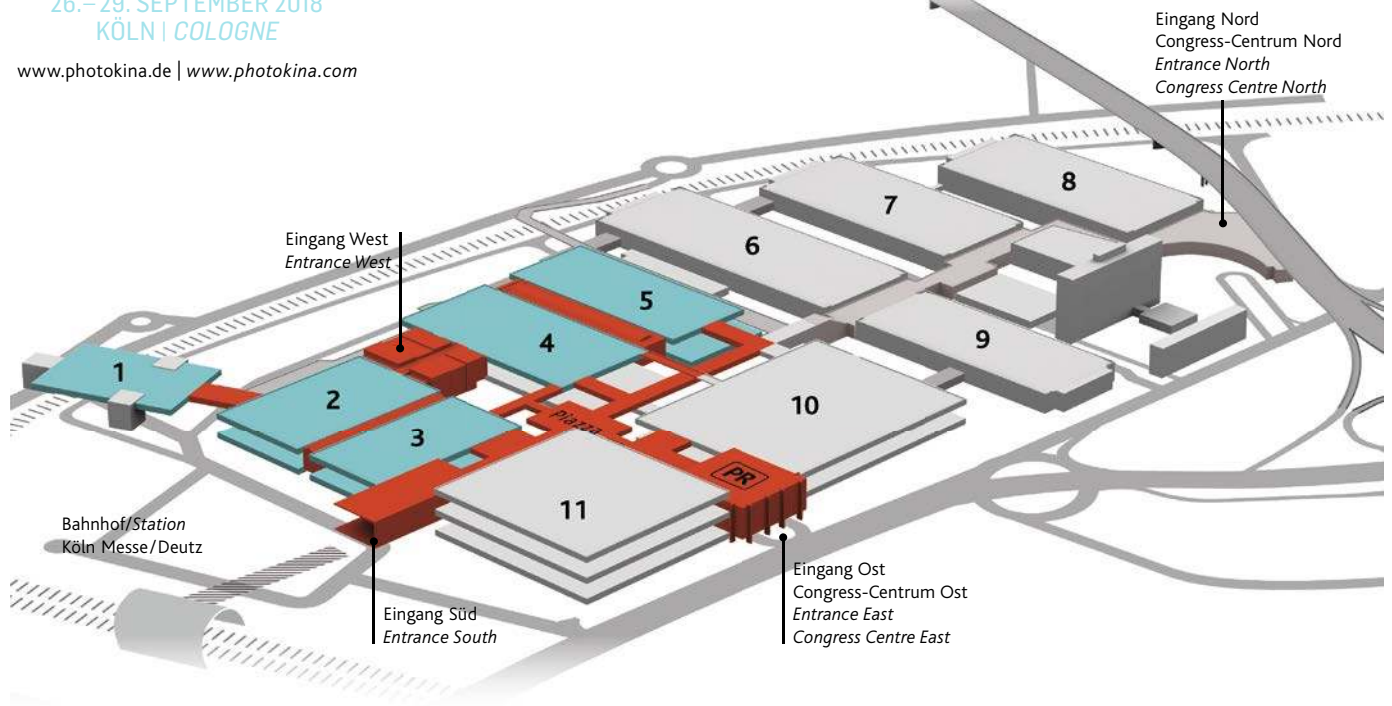 26.–29. SEPTEMBER 2018
KÖLN | COLOGNE
www.photokina.de | www.photokina.com
Eingang Nord
Congress-Centrum Nord
Entrance North
Congress Centre North
8
7
6
Eingang West
Entrance West
5
4
9
1
2
3
10
Piazza
PR
11
Bahnhof/Station
Köln Messe/Deutz
Eingang Ost
Congress-Centrum Ost
Entrance East
Congress Centre East
Eingang Süd
Entrance South